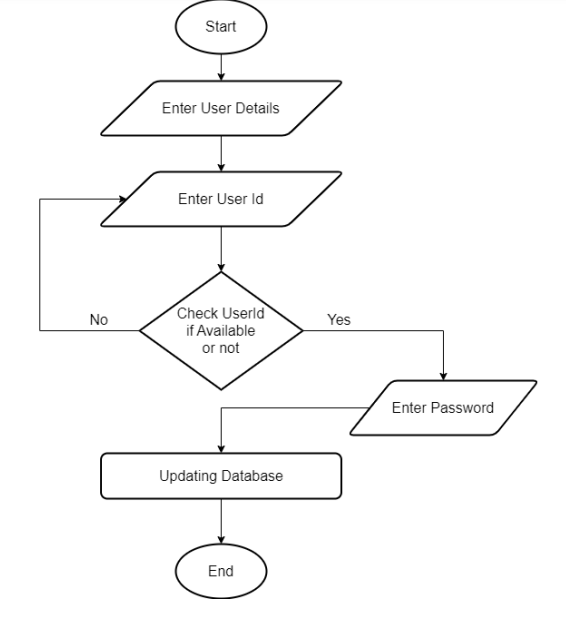 Start
Enter User Details
Enter User Id
Check UserId
if Available
or not
No
Yes
Enter Password
Updating Database
End